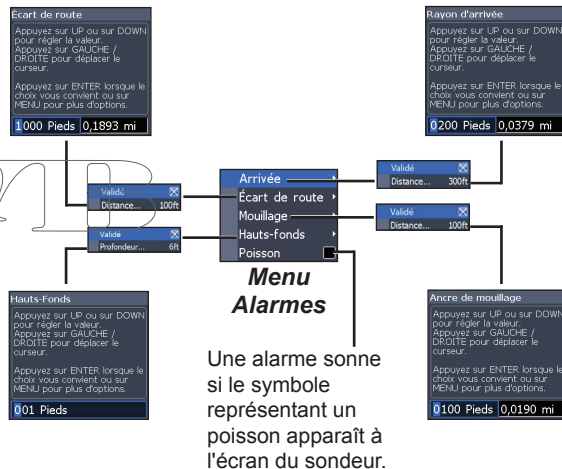 Écart de route
Appuyez sur UP ou sur DOWN
pour régler la valeur.
Appuyez sur GAUCHE /
DROITE pour déplacer le
curseur.
Appuyez sur ENTER lorsque le
choix vous convient ou sur
MENU pour plus d'options.
1000 Pieds 0,1893 mi
Rayon d'arrivée
Appuyez sur UP ou sur DOWN
pour régler la valeur.
Appuyez sur GAUCHE /
DROITE pour déplacer le
curseur.
Appuyez sur ENTER lorsque le
choix vous convient ou sur
MENU pour plus d'options.
0200 Pieds 0,0379 mi
Validé
Distance... 100ft
Validé
Profondeur... 6ft
Arrivée
Écart de route
Mouillage
Hauts-fonds
Poisson
Validé
Distance... 300ft
Validé
Distance... 100ft
Menu
Alarmes
Hauts-Fonds
Appuyez sur UP ou sur DOWN
pour régler la valeur.
Appuyez sur GAUCHE /
DROITE pour déplacer le
curseur.
Appuyez sur ENTER lorsque le
choix vous convient ou sur
MENU pour plus d'options.
001 Pieds
Ancre de mouillage
Appuyez sur UP ou sur DOWN
pour régler la valeur.
Appuyez sur GAUCHE /
DROITE pour déplacer le
curseur.
Appuyez sur ENTER lorsque le
choix vous convient ou sur
MENU pour plus d'options.
0100 Pieds 0,0190 mi
Une alarme sonne
si le symbole
représentant un
poisson apparaît à
l'écran du sondeur.